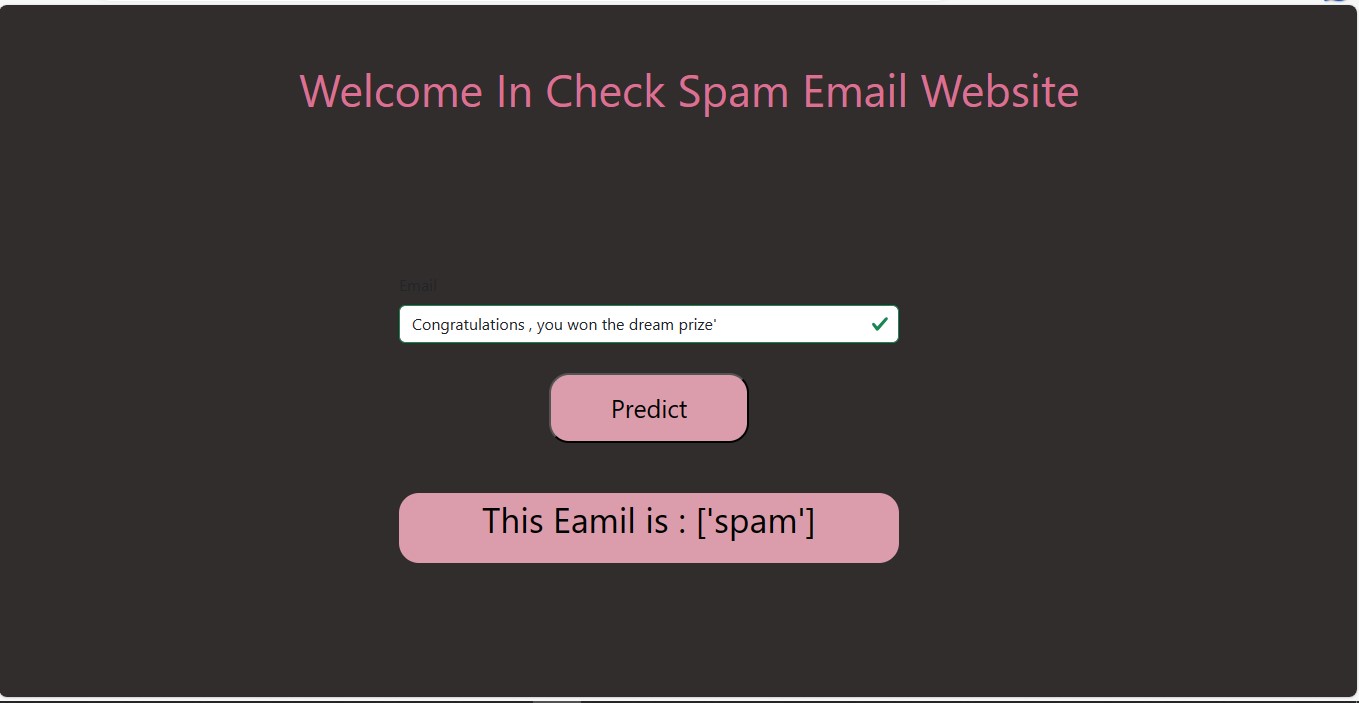 Welcome In Check Spam Email Website
Email
Congratulations , you won the dream prize'
Predict
This Eamil is : ['spam']